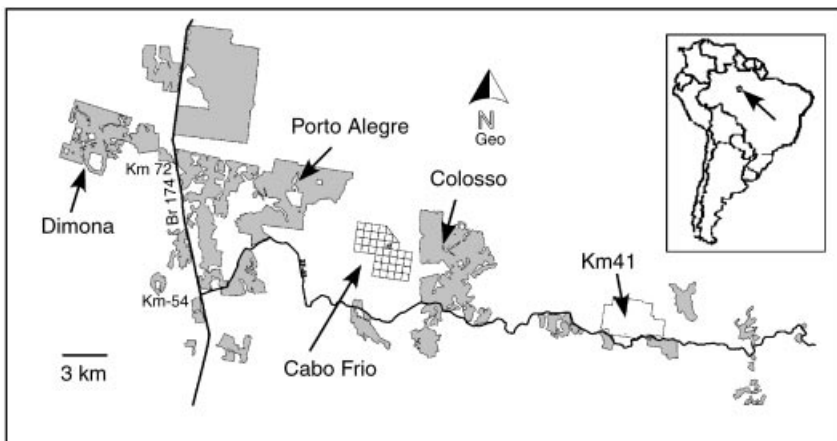 Porto Alegre
N
Geo
Km 72
Colosso
Dimona
Br 174
Km41
Km-54
3 km
Cabo Frio